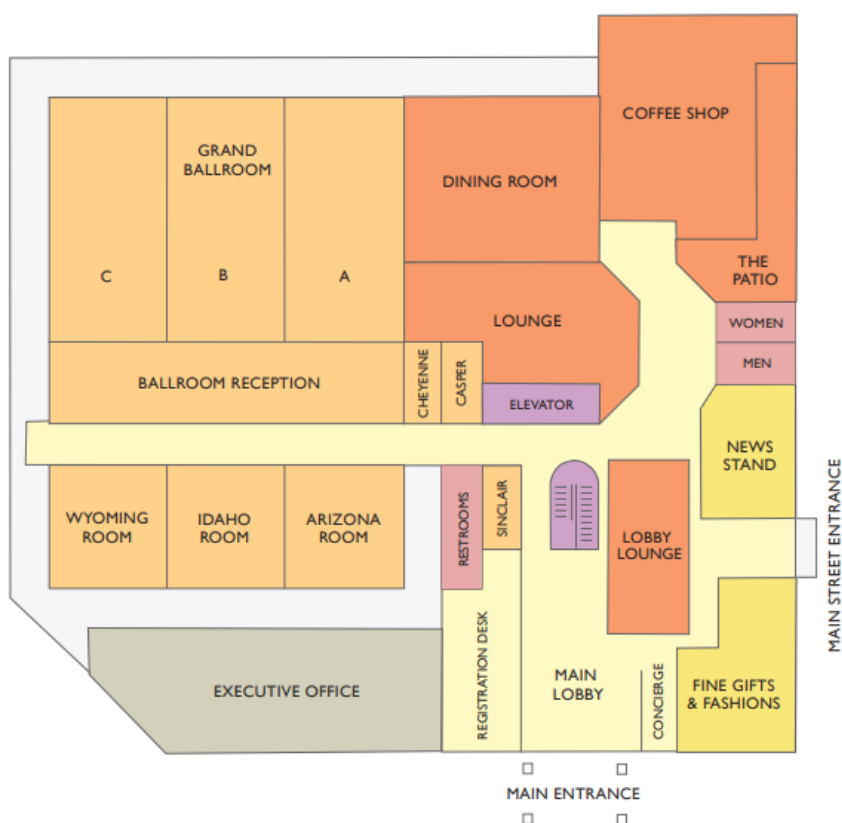 COFFEE SHOP
GRAND
BALLROOM
DINING ROOM
THE
PATIO
C
B
A
LOUNGE
WOMEN
MEN
BALLROOM RECEPTION
CHEYENNE
CASPER
ELEVATOR
NEWS
STAND
WYOMING
ROOM
IDAHO
ROOM
ARIZONA
ROOM
RESTROOMS
SINCLAIR
LOBBY
LOUNGE
MAIN STREET ENTRANCE
EXECUTIVE OFFICE
REGISTRATION DESK
MAIN
LOBBY
CONCIERGE
FINE GIFTS
& FASHIONS
MAIN ENTRANCE